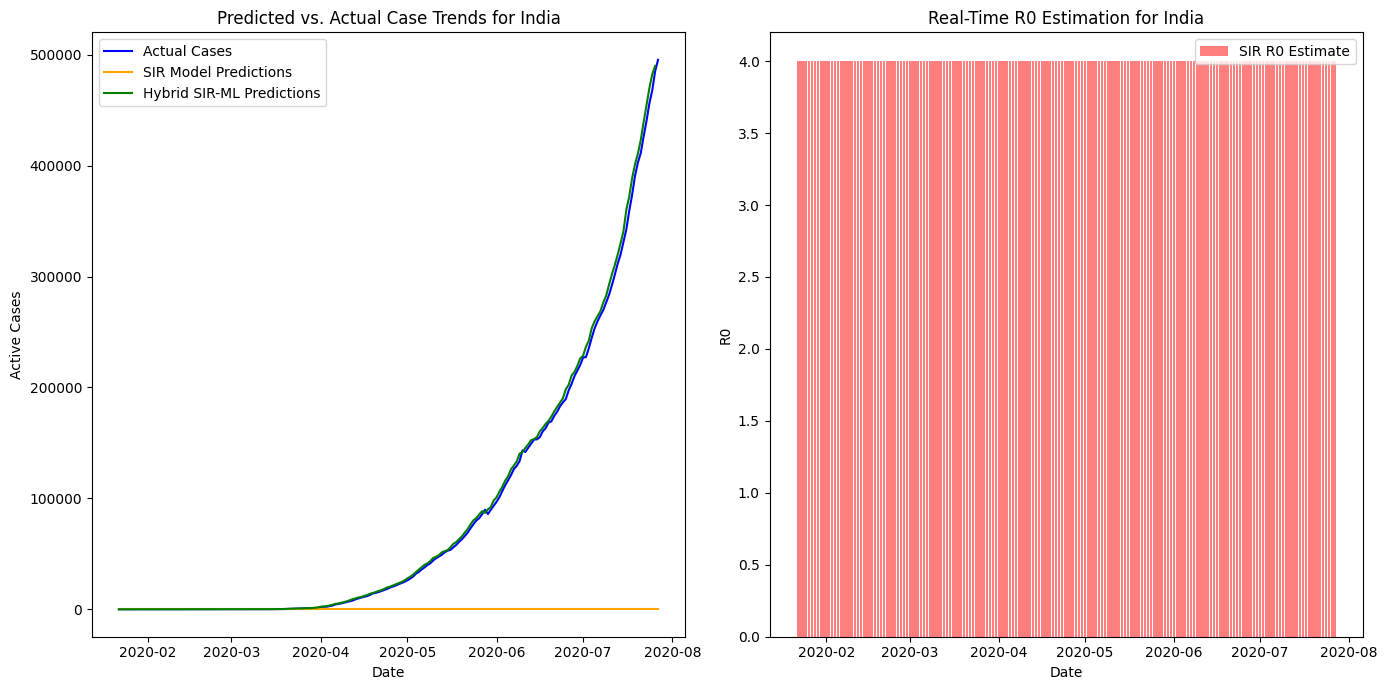 Predicted vs. Actual Case Trends for India
Actual Cases
SIR Model Predictions
Hybrid SIR-ML Predictions
500000
400000
300000
200000
100000
0
Active Cases
2020-02 2020-03 2020-04 2020-05 2020-06 2020-07 2020-08
Date
Real-Time R0 Estimation for India
SIR R0 Estimate
4.0
3.5
3.0
2.5
2.0
1.5
1.0
0.5
0.0
R0
2020-02 2020-03 2020-04 2020-05 2020-06 2020-07 2020-08
Date